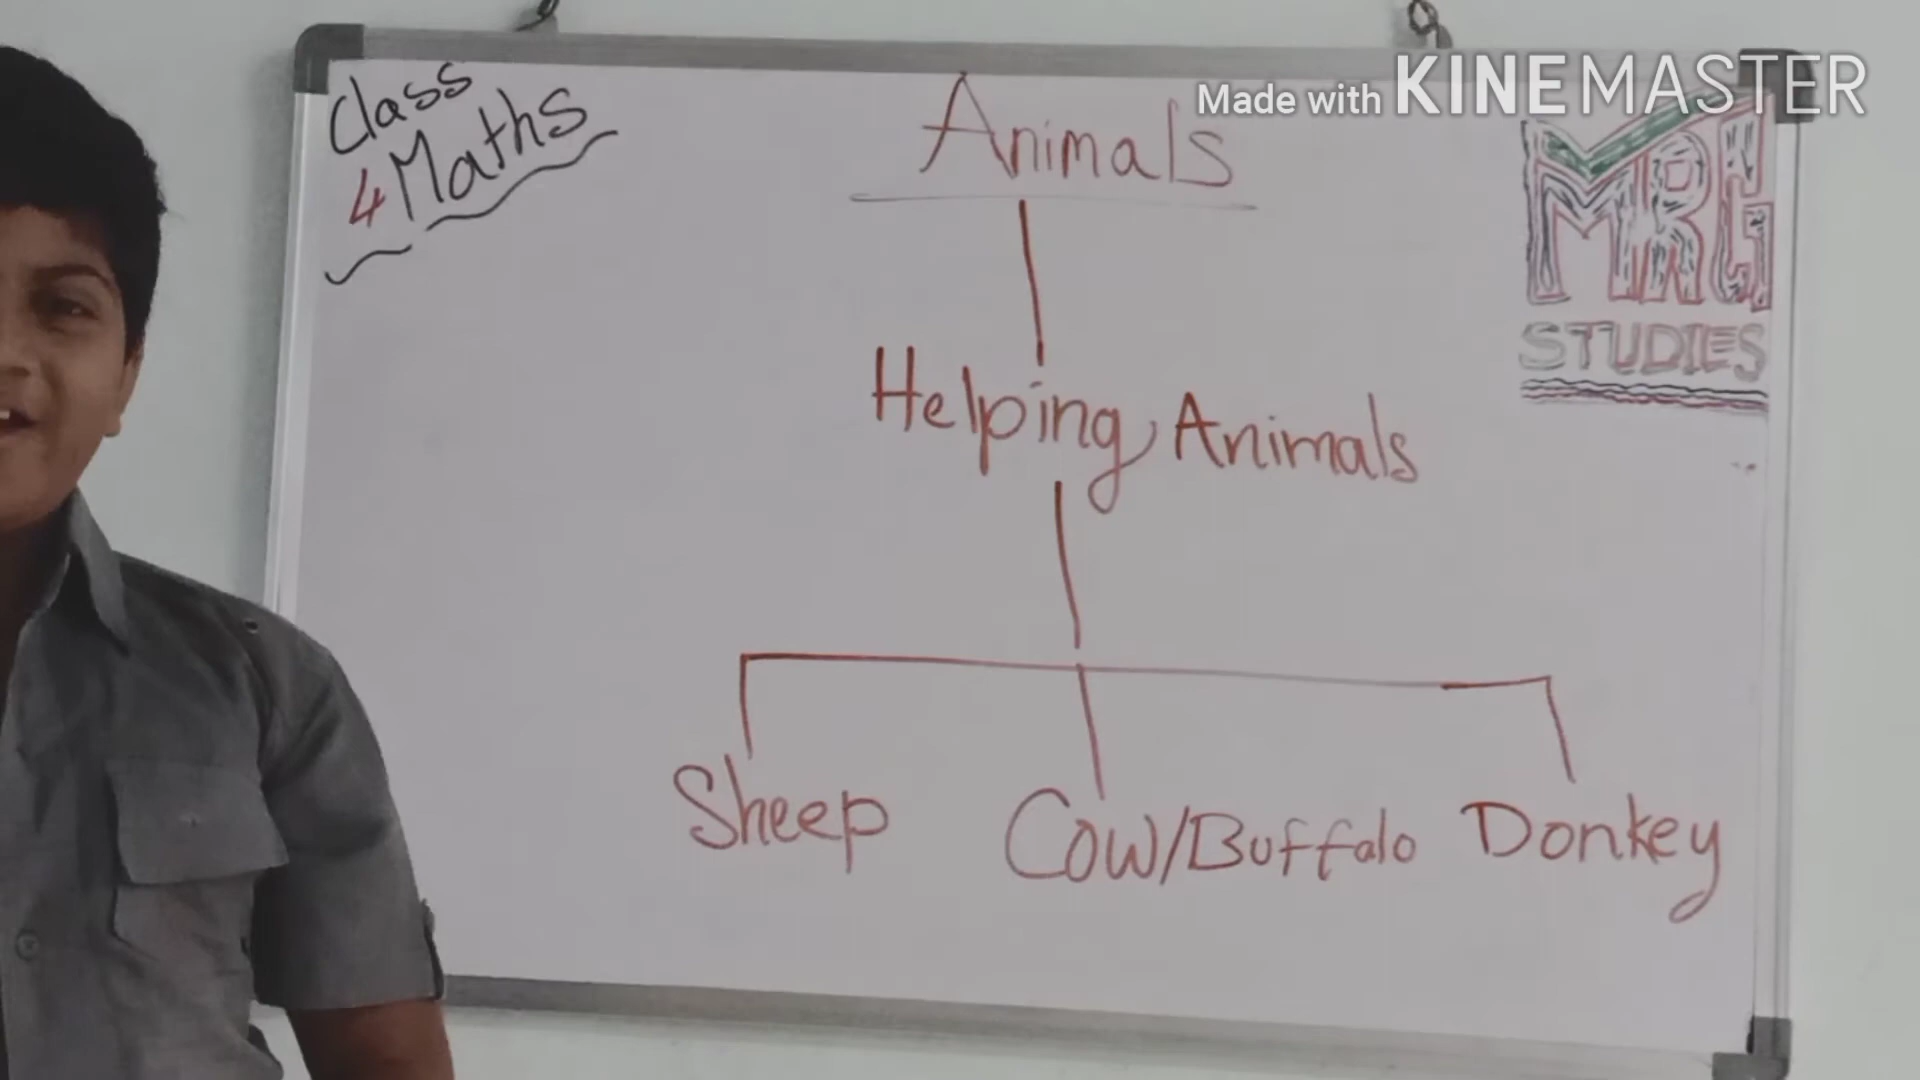 Class
4 Maths
Animals
Made with KINEMASTER
MRG
STUDIES
Helping Animals
Sheep
Cow/Buffalo
Donkey